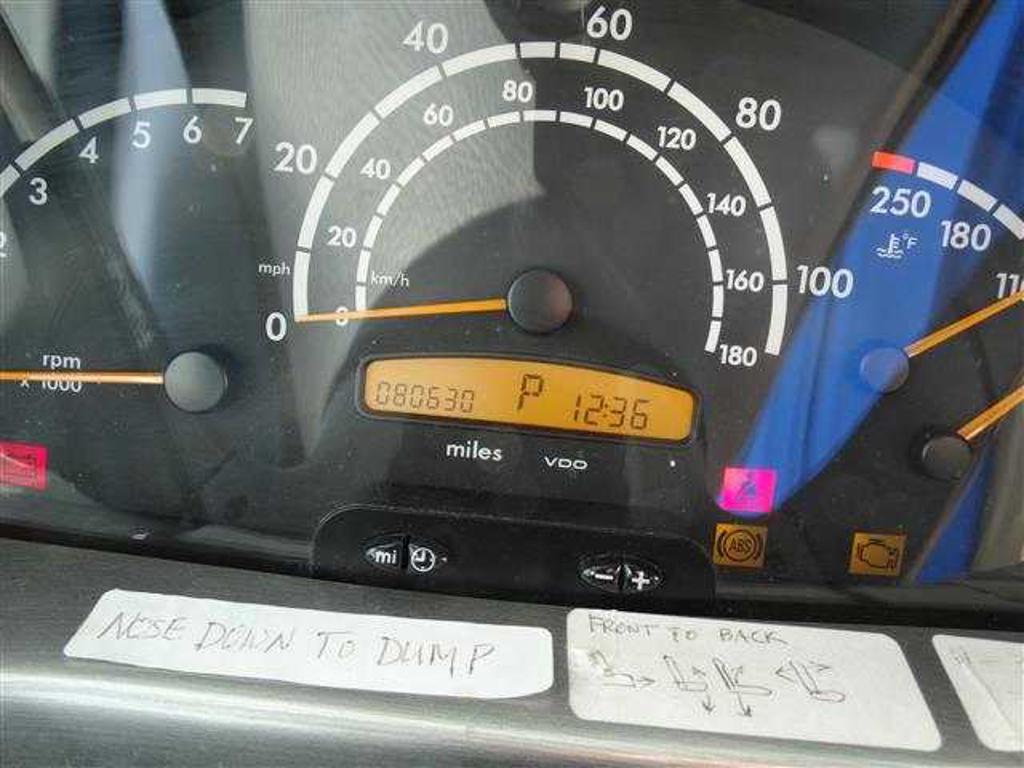 40 60
80
20
mph
0
60 80 100 120
40 140
20 160
km/h
0 180
100
3 4 5 6 7
2
rpm
x 1000
250 180 110
°F
080630 P 12:36
miles VDO
mi - +
ABS
NOSE DOWN TO DUMP
FRONT TO BACK